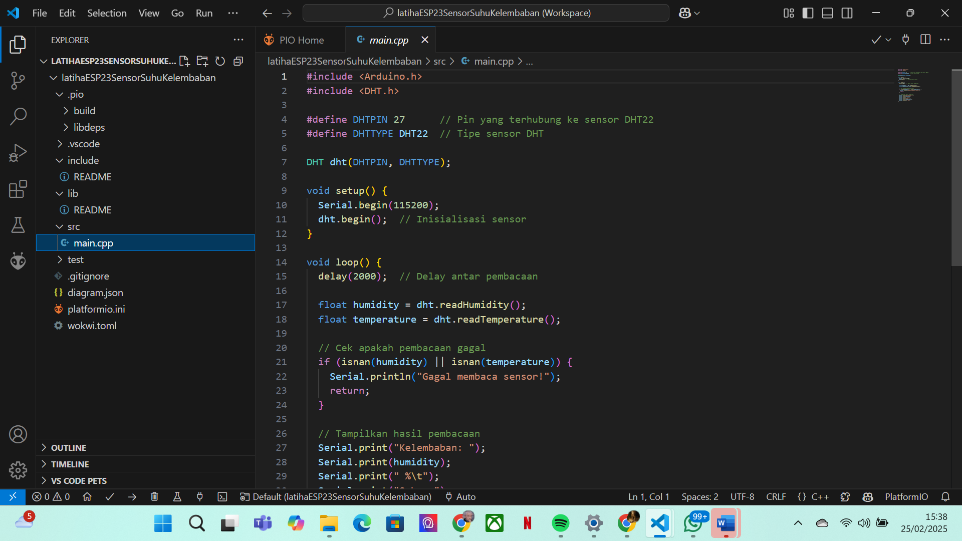 File Edit Selection View Go Run ··· latihaESP23SensorSuhuKelembaban (Workspace)
EXPLORER ···
PIO Home main.cpp
LATIHAESP23SENSORSUHUKE...
latihaESP23SensorSuhuKelembaban
.pio
build
libdeps
.vscode
include
README
lib
README
src
main.cpp
test
.gitignore
diagram.json
platformio.ini
wokwi.toml
OUTLINE
TIMELINE
VS CODE PETS
latihaESP23SensorSuhuKelembaban > src > main.cpp > ...
1 #include <Arduino.h>
2 #include <DHT.h>
3
4 #define DHTPIN 27 // Pin yang terhubung ke sensor DHT22
5 #define DHTTYPE DHT22 // Tipe sensor DHT
6
7 DHT dht(DHTPIN, DHTTYPE);
8
9 void setup() {
10 Serial.begin(115200);
11 dht.begin(); // Inisialisasi sensor
12 }
13
14 void loop() {
15 delay(2000); // Delay antar pembacaan
16
17 float humidity = dht.readHumidity();
18 float temperature = dht.readTemperature();
19
20 // Cek apakah pembacaan gagal
21 if (isnan(humidity) || isnan(temperature)) {
22 Serial.println("Gagal membaca sensor!");
23 return;
24 }
25
26 // Tampilkan hasil pembacaan
27 Serial.print("Kelembaban: ");
28 Serial.print(humidity);
29 Serial.print(" %\t");
0 0 Default (latihaESP23SensorSuhuKelembaban) Auto Ln 1, Col 1 Spaces: 2 UTF-8 CRLF {} C++ PlatformIO
5 99+ 15:38
25/02/2025